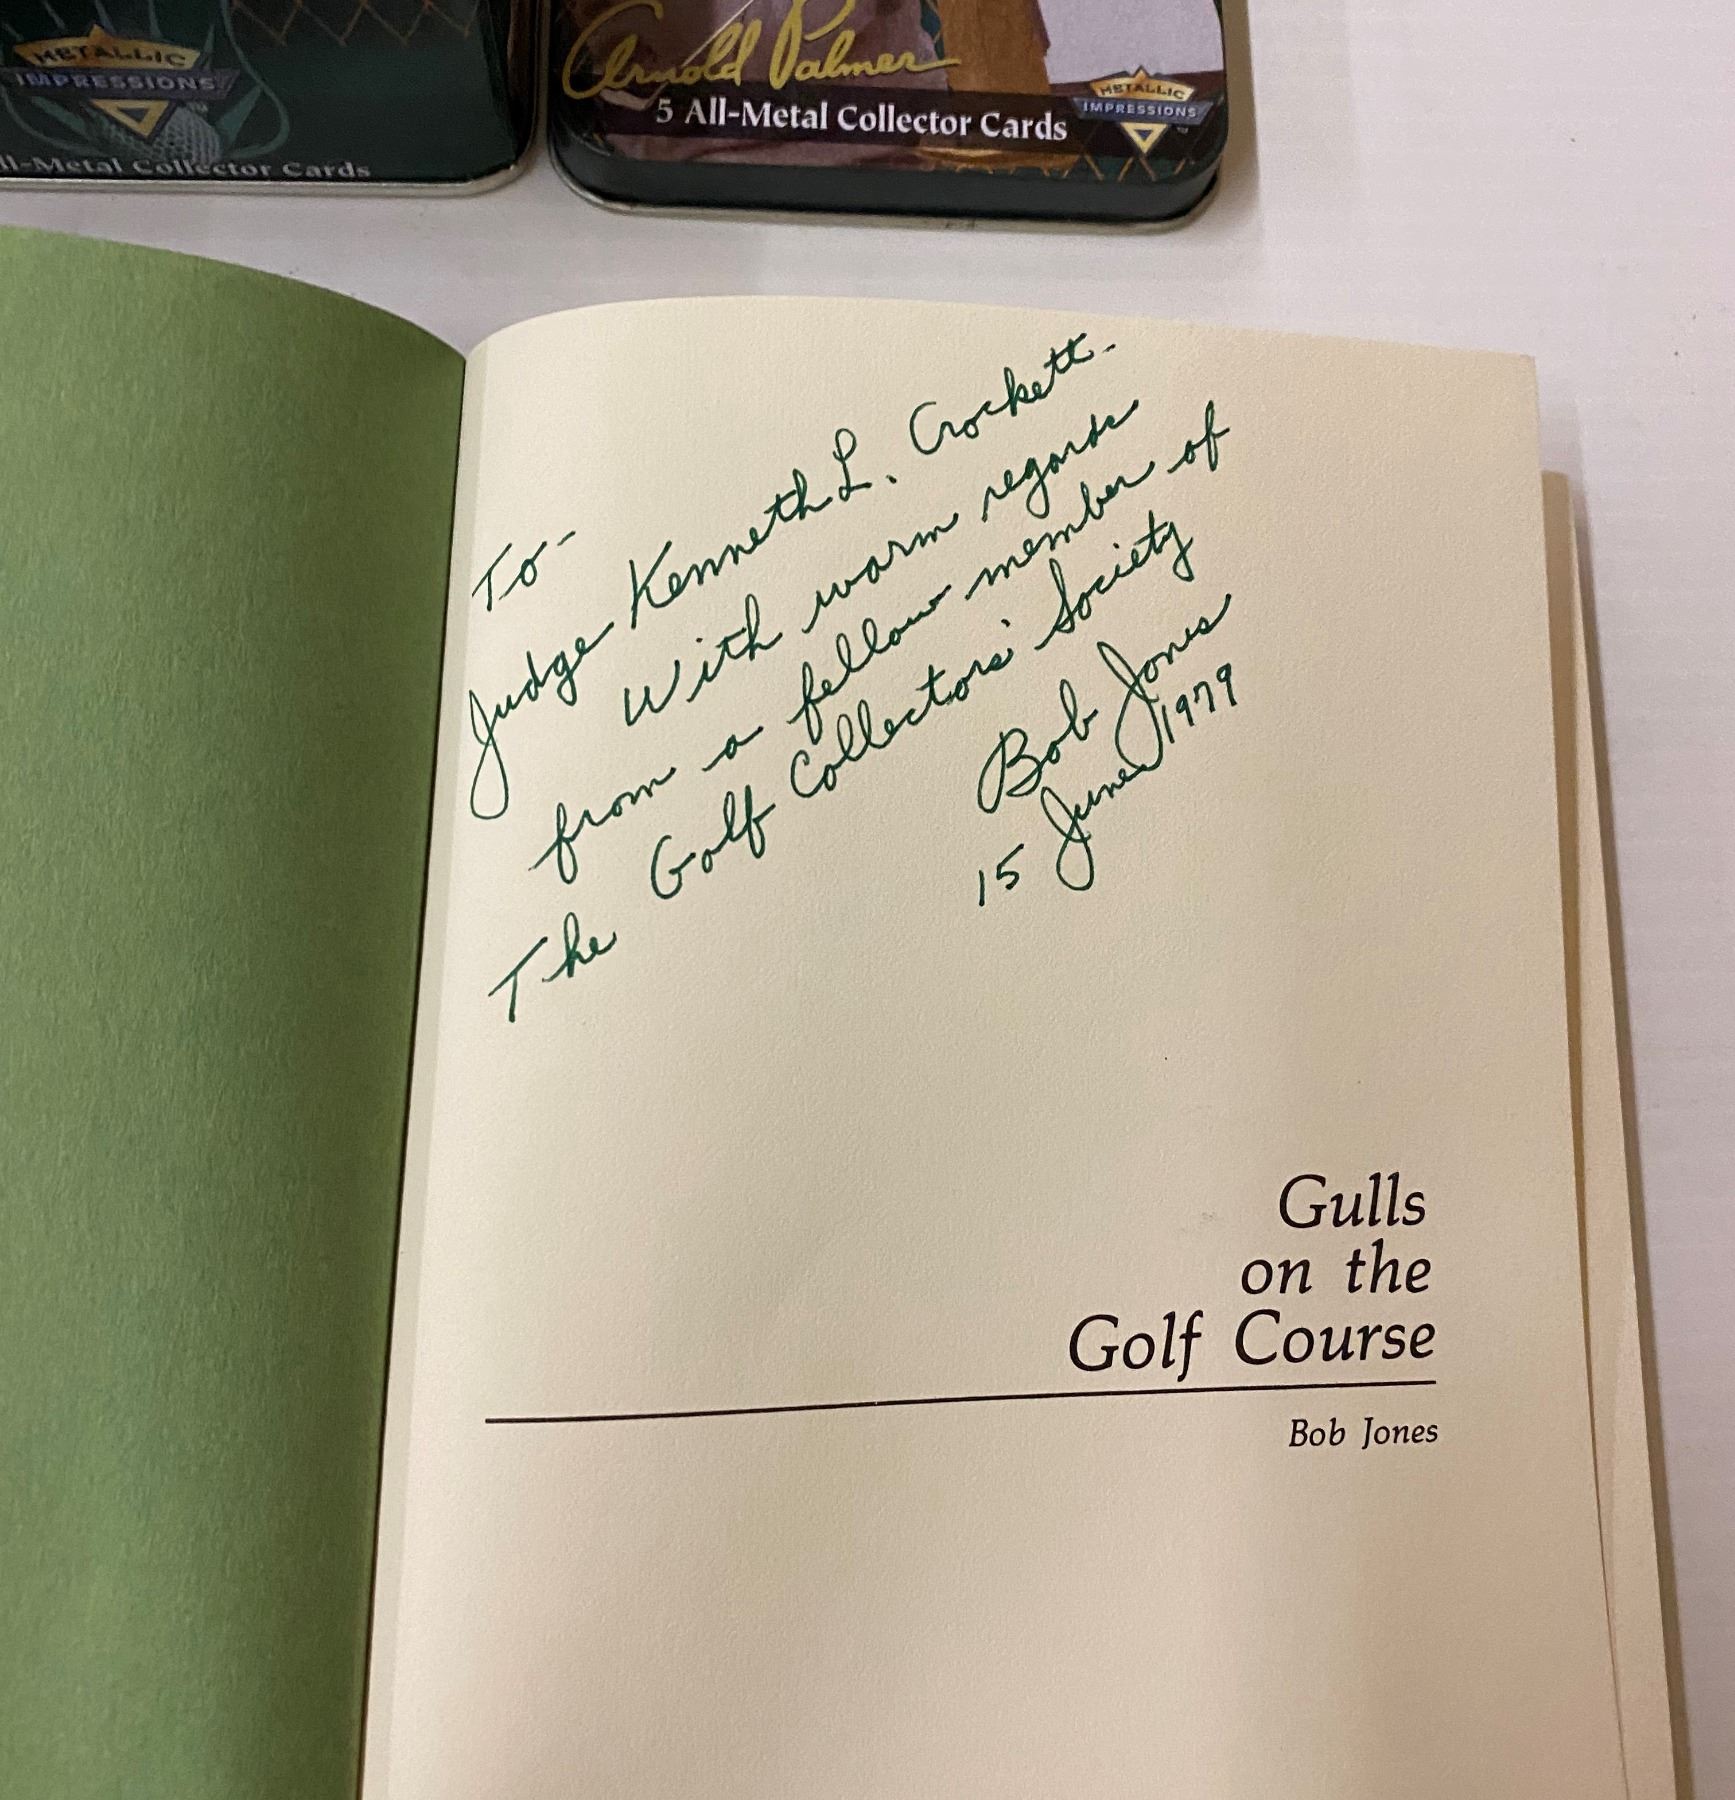 METALLIC
IMPRESSIONS
ll-Metal Collector Cards
Arnold Palmer
5 All-Metal Collector Cards
METALLIC
IMPRESSIONS
To-
Judge Kenneth L. Crockett-
With warm regards
from a fellow member of
The Golf Collectors' Society
Bob Jones
15 June 1979
Gulls
on the
Golf Course
Bob Jones